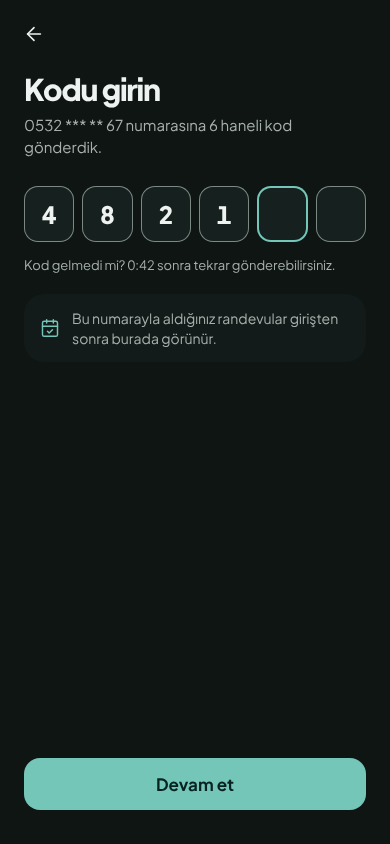 Kodu girin
0532 *** ** 67 numarasına 6 haneli kod
gönderdik.
4 8 2 1
Kod gelmedi mi? 0:42 sonra tekrar gönderebilirsiniz.
Bu numarayla aldığınız randevular girişten
sonra burada görünür.
Devam et